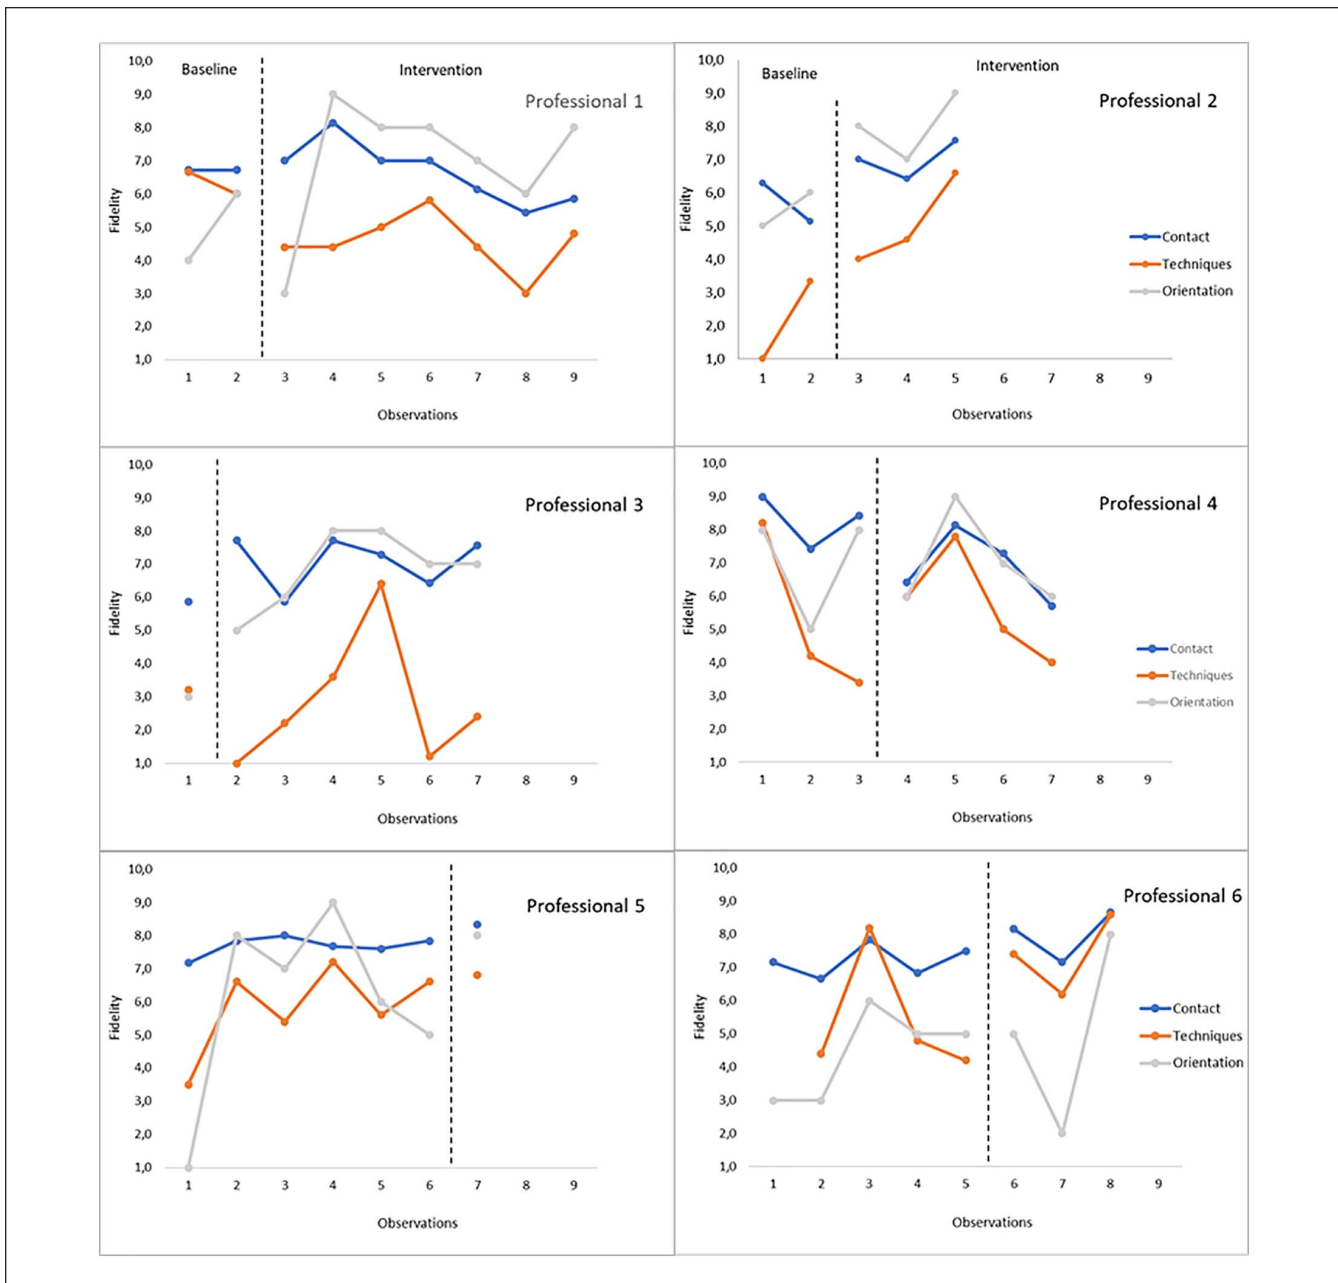 Baseline Intervention
Professional 1
10,0
9,0
8,0
7,0
6,0
5,0
4,0
3,0
2,0
1,0
Fidelity
1 2 3 4 5 6 7 8 9
Observations
Baseline Intervention
Professional 2
10,0
9,0
8,0
7,0
6,0
5,0
4,0
3,0
2,0
1,0
Fidelity
Contact
Techniques
Orientation
1 2 3 4 5 6 7 8 9
Observations
Professional 3
10,0
9,0
8,0
7,0
6,0
5,0
4,0
3,0
2,0
1,0
Fidelity
1 2 3 4 5 6 7 8 9
Observations
Professional 4
10,0
9,0
8,0
7,0
6,0
5,0
4,0
3,0
2,0
1,0
Fidelity
Contact
Techniques
Orientation
1 2 3 4 5 6 7 8 9
Observations
Professional 5
10,0
9,0
8,0
7,0
6,0
5,0
4,0
3,0
2,0
1,0
Fidelity
1 2 3 4 5 6 7 8 9
Observations
Professional 6
10,0
9,0
8,0
7,0
6,0
5,0
4,0
3,0
2,0
1,0
Fidelity
Contact
Techniques
Orientation
1 2 3 4 5 6 7 8 9
Observations